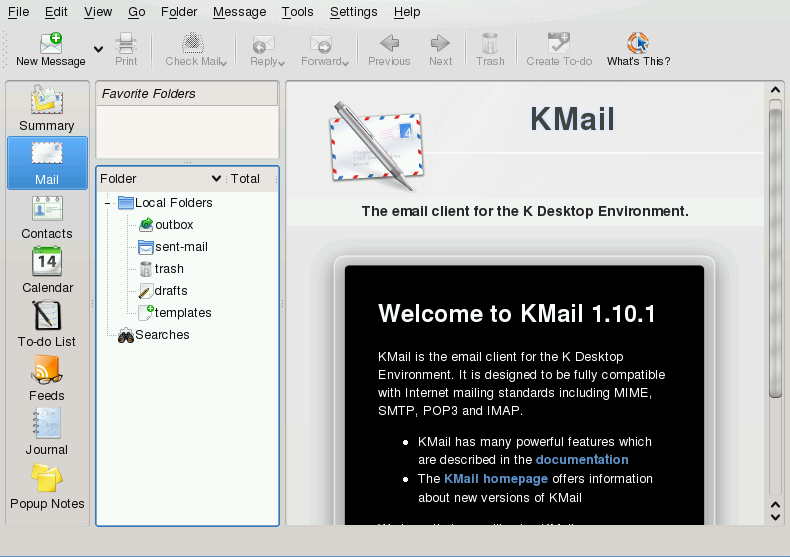 File Edit View Go Folder Message Tools Settings Help
New Message Print Check Mail Reply Forward Previous Next Trash Create To-do What's This?
Summary
Mail
Contacts
14
Calendar
To-do List
Feeds
Journal
Popup Notes
Favorite Folders
Folder Total
Local Folders
outbox
sent-mail
trash
drafts
templates
Searches
KMail
The email client for the K Desktop Environment.
Welcome to KMail 1.10.1
KMail is the email client for the K Desktop
Environment. It is designed to be fully compatible
with Internet mailing standards including MIME,
SMTP, POP3 and IMAP.
• KMail has many powerful features which
are described in the documentation
• The KMail homepage offers information
about new versions of KMail